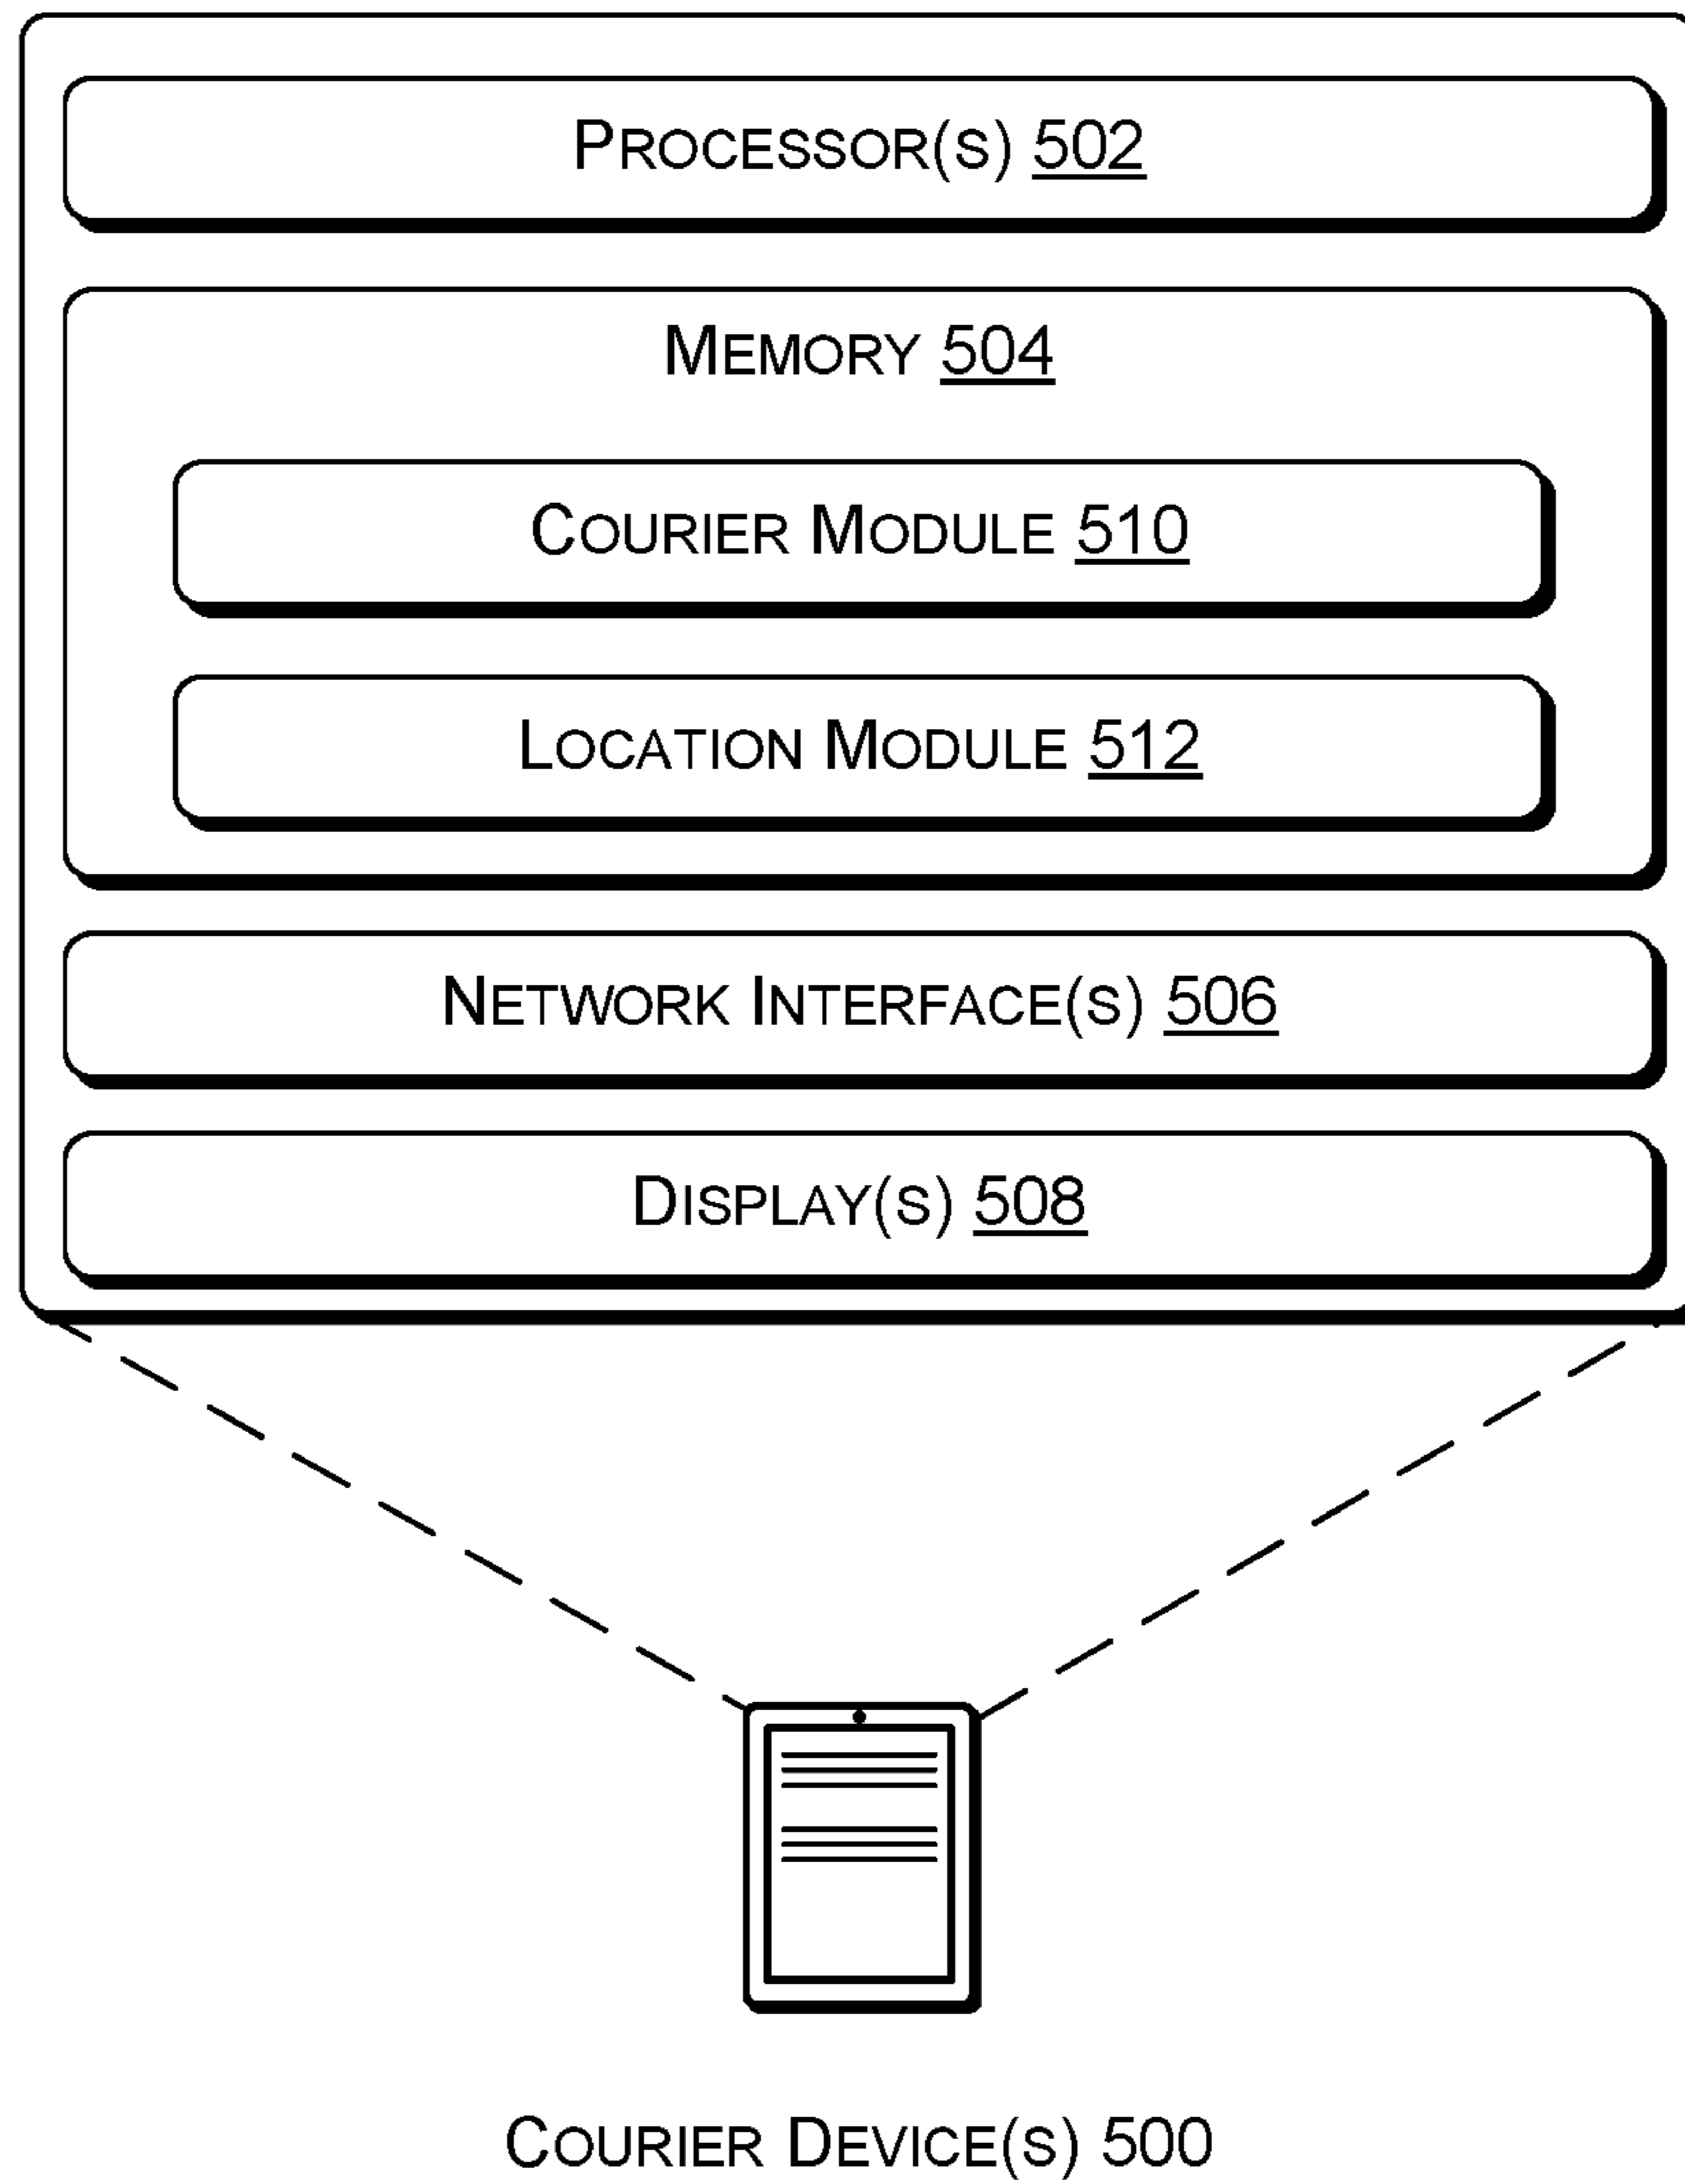 PROCESSOR(S) 502
MEMORY 504
COURIER MODULE 510
LOCATION MODULE 512
NETWORK INTERFACE(S) 506
DISPLAY(S) 508
COURIER DEVICE(S) 500